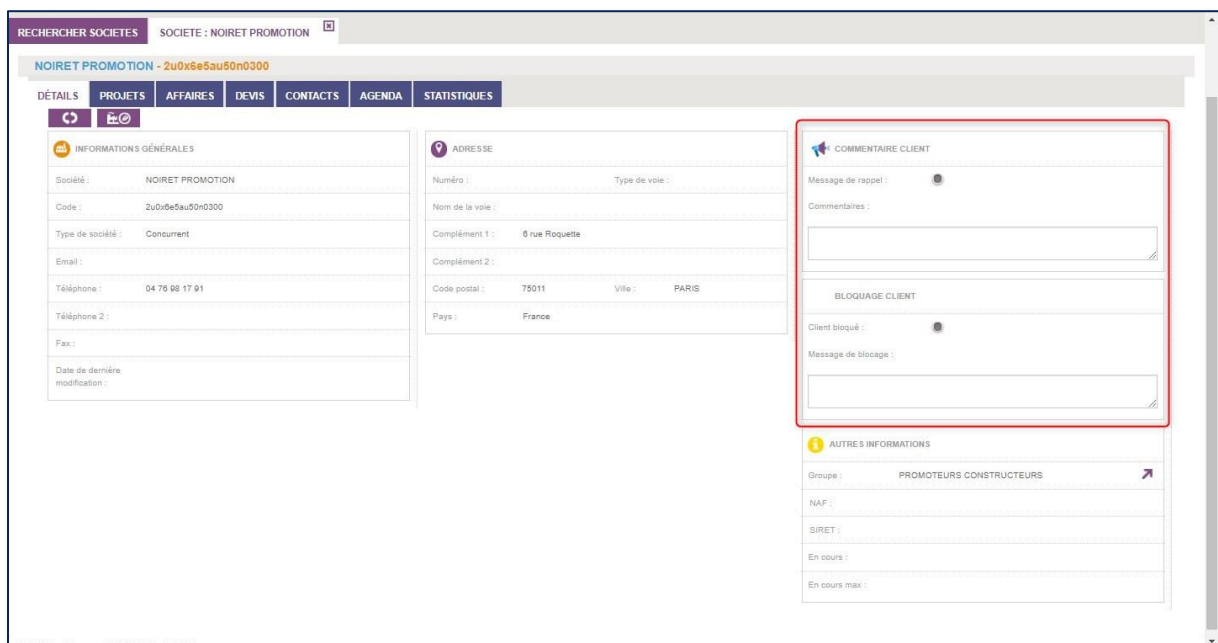 RECHERCHER SOCIETES SOCIETE : NOIRET PROMOTION
NOIRET PROMOTION - 2u0x6e5au50n0300
DÉTAILS PROJETS AFFAIRES DEVIS CONTACTS AGENDA STATISTIQUES
INFORMATIONS GÉNÉRALES
Société : NOIRET PROMOTION
Code : 2u0x6e5au50n0300
Type de société : Concurrent
Email :
Téléphone : 04 76 98 17 91
Téléphone 2 :
Fax :
Date de dernière
modification :
ADRESSE
Numéro : Type de voie :
Nom de la voie :
Complément 1 : 6 rue Roquette
Complément 2 :
Code postal : 75011 Ville : PARIS
Pays : France
COMMENTAIRE CLIENT
Message de rappel :
Commentaires :
BLOQUAGE CLIENT
Client bloqué :
Message de blocage :
AUTRES INFORMATIONS
Groupe : PROMOTEURS CONSTRUCTEURS
NAF :
SIRET :
En cours :
En cours max :